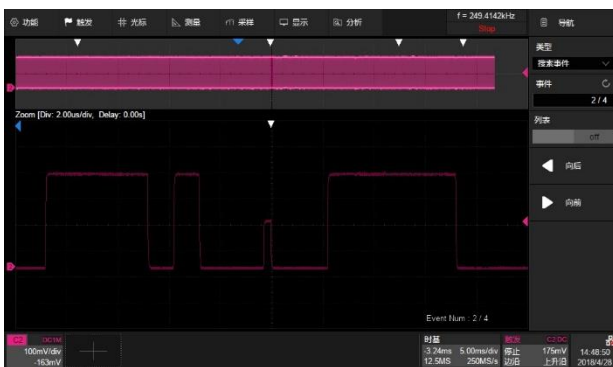 功能 触发 光标 测量 采样 显示 分析
f = 249.4142kHz
Stop
导航
类型
搜索事件
事件
2 / 4
列表
off
向后
向前
Zoom [Div: 2.00us/div, Delay: 0.00s]
Event Num : 2 / 4
C2 DC1M
100mV/div
-163mV
时基
-3.24ms 5.00ms/div
12.5MS 250MS/s
触发 C2 DC
停止 175mV
边沿 上升沿
14:48:50
2018/4/28